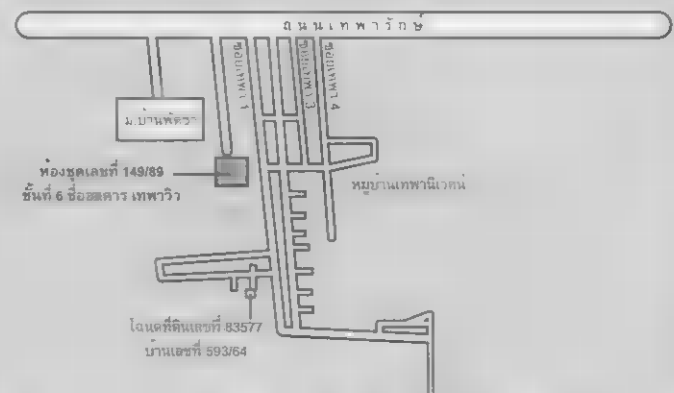 ถนนเทพารักษ์
ซอยเทพา 1
ซอยเทพา 3
ซอยเทพา 4
ม.บ้านพัตรา
ห้องชุดเลขที่ 149/89
ชั้นที่ 6 ชื่ออาคาร เทพาวิว
หมู่บ้านเทพานิเวศน์
โฉนดที่ดินเลขที่ 83577
บ้านเลขที่ 593/64